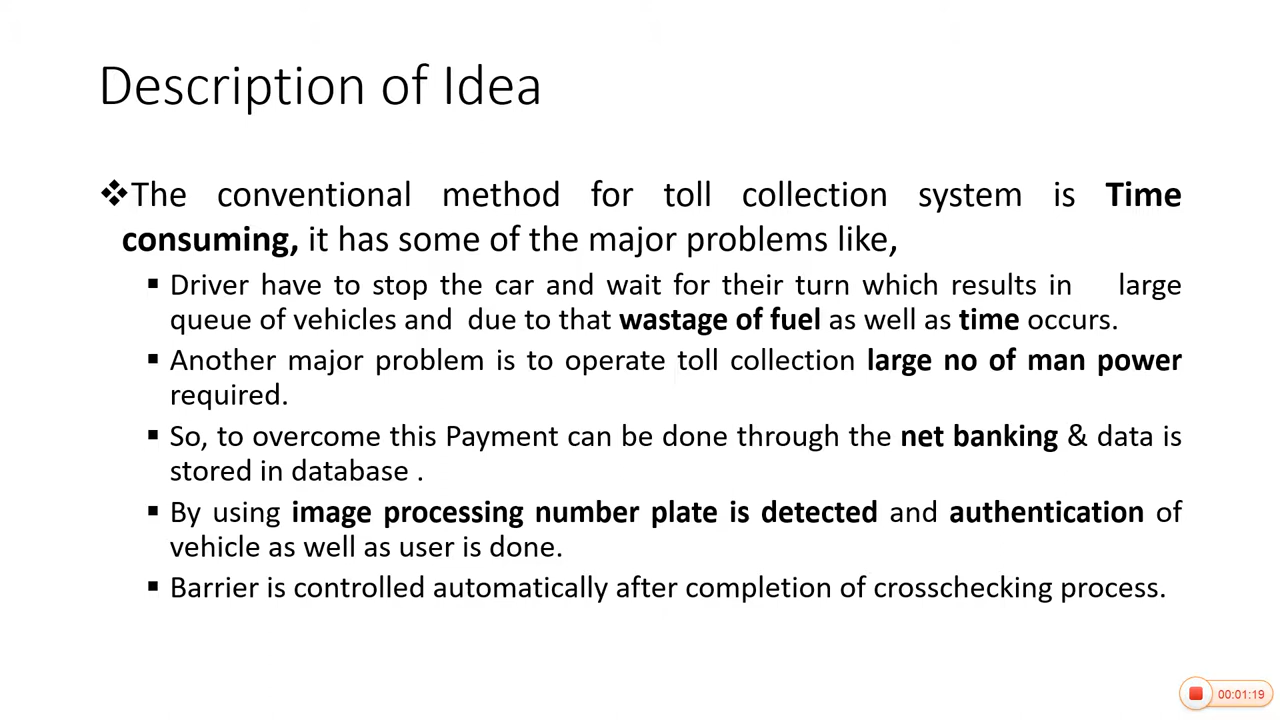 Description of Idea
❖The conventional method for toll collection system is Time
consuming, it has some of the major problems like,
▪ Driver have to stop the car and wait for their turn which results in large
queue of vehicles and due to that wastage of fuel as well as time occurs.
▪ Another major problem is to operate toll collection large no of man power
required.
▪ So, to overcome this Payment can be done through the net banking & data is
stored in database .
▪ By using image processing number plate is detected and authentication of
vehicle as well as user is done.
▪ Barrier is controlled automatically after completion of crosschecking process.
00:01:19